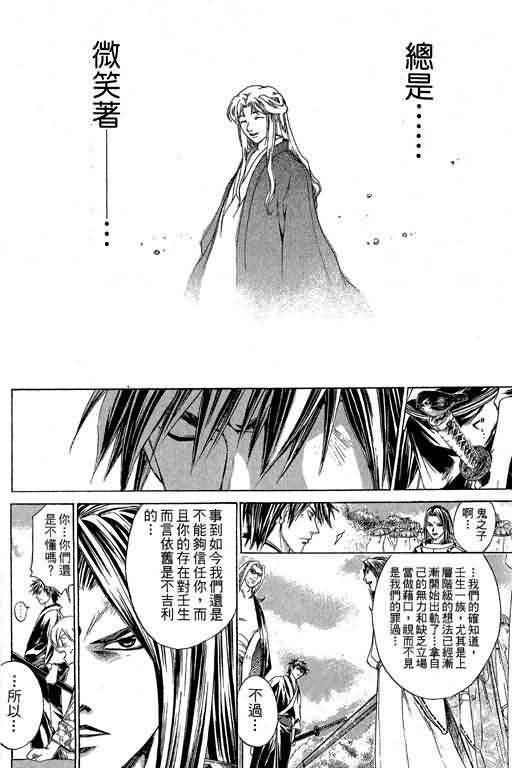 總是……
微笑著——……
鬼之子
啊。
…我們的確知道，
壬生一族，尤其是上
層階級的想法已經漸
漸開始出軌了…拿自
己的無力和缺乏立場
當做藉口，視而不見
是我們的罪過…
不過…
事到如今我們還是
不能夠信任你，而
且你的存在對壬生
而言依舊是不吉利
的…
你…你們還
是不懂嗎？
…所以…